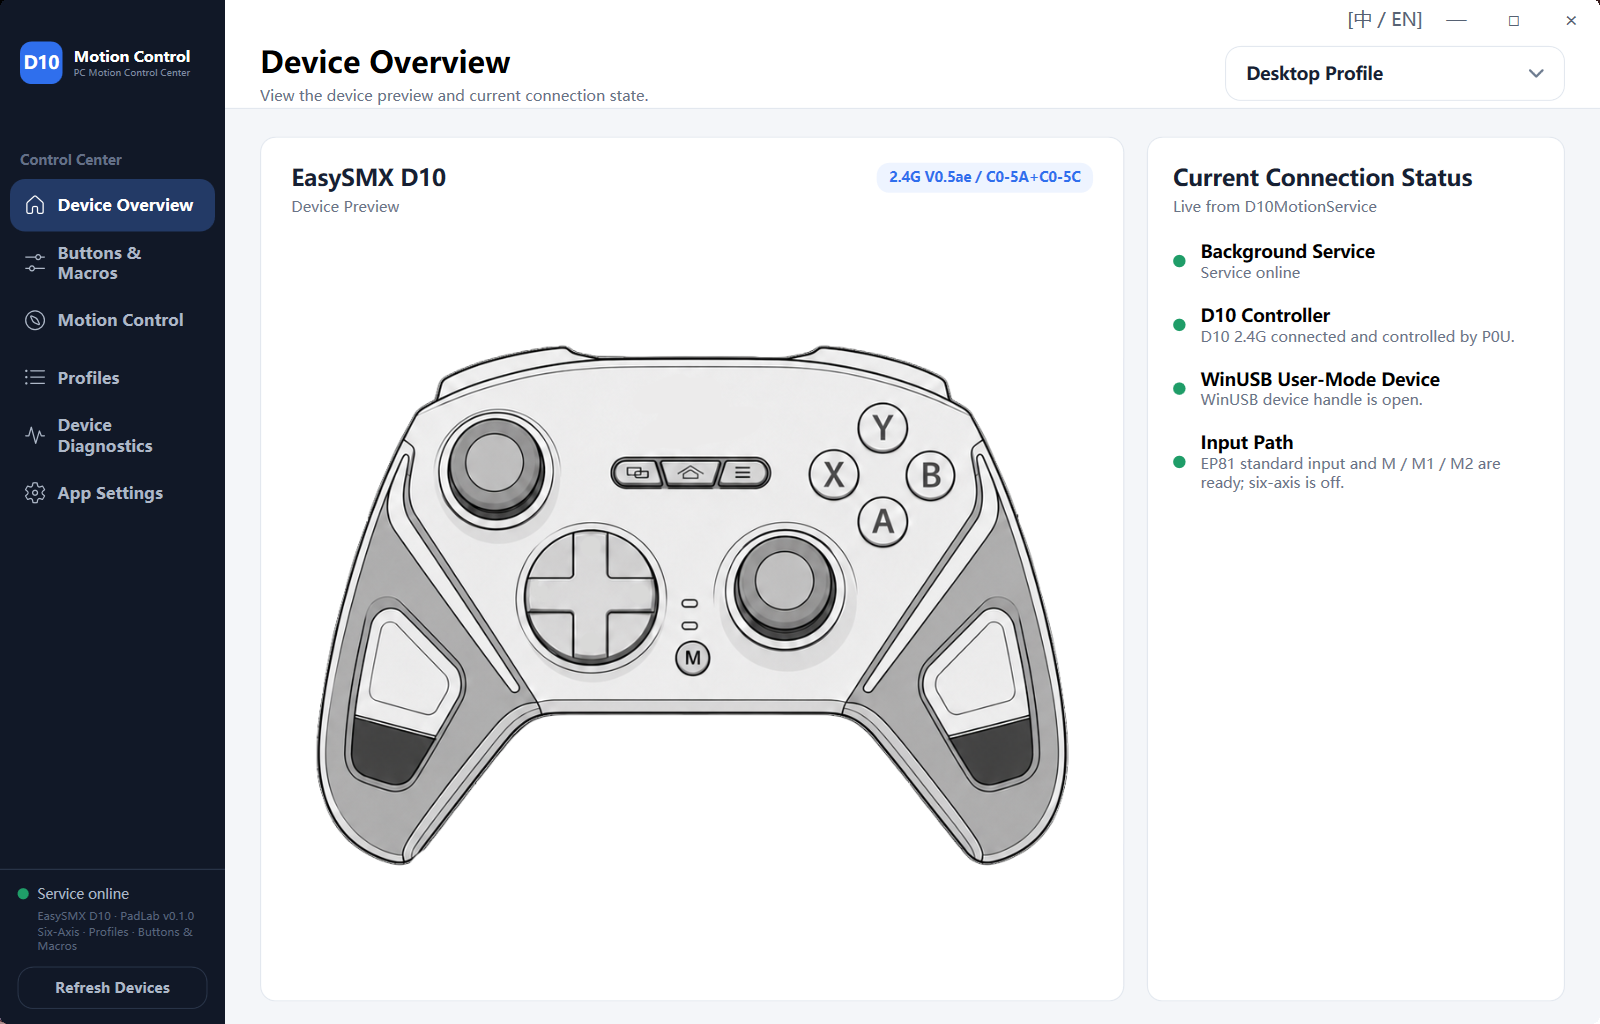 D10
Motion Control
PC Motion Control Center
Control Center
Device Overview
Buttons &
Macros
Motion Control
Profiles
Device
Diagnostics
App Settings
Service online
EasySMX D10 · PadLab v0.1.0
Six-Axis · Profiles · Buttons &
Macros
Refresh Devices
[中 / EN]
Device Overview
View the device preview and current connection state.
Desktop Profile
EasySMX D10
2.4G V0.5ae / C0-5A+C0-5C
Device Preview
Y
X
B
A
M
Current Connection Status
Live from D10MotionService
Background Service
Service online
D10 Controller
D10 2.4G connected and controlled by P0U.
WinUSB User-Mode Device
WinUSB device handle is open.
Input Path
EP81 standard input and M / M1 / M2 are
ready; six-axis is off.